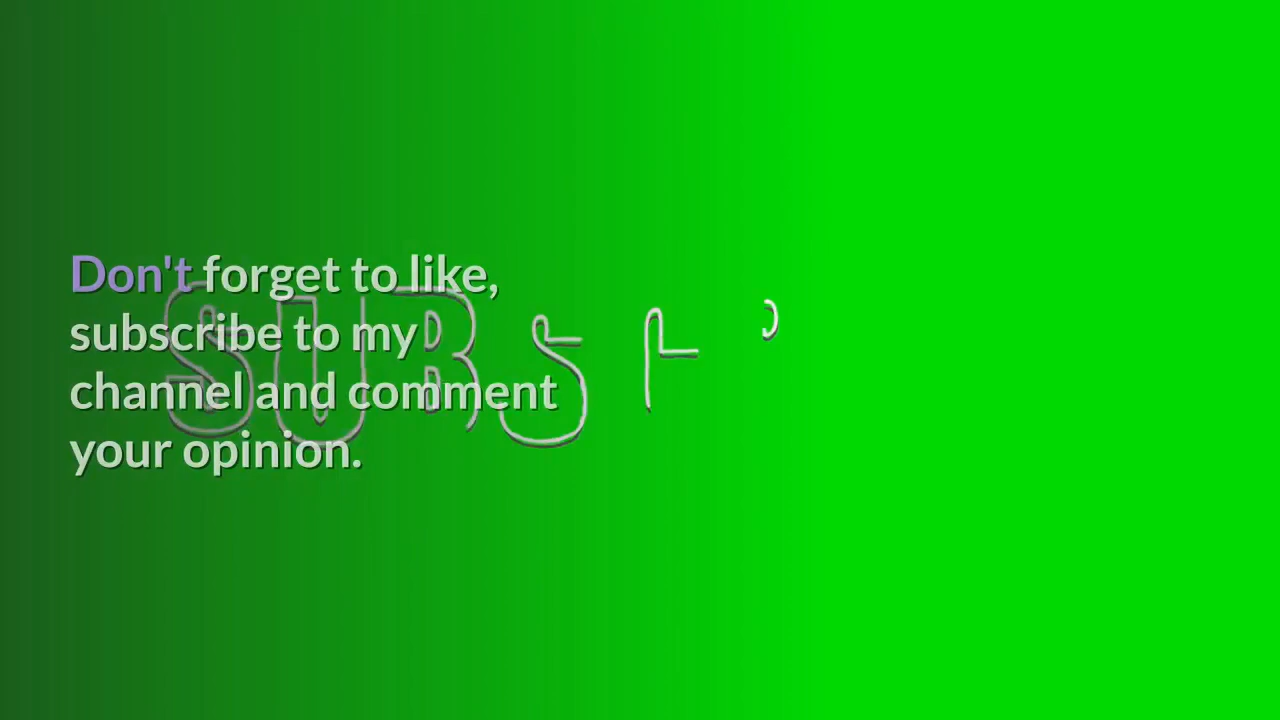 Don't forget to like,
subscribe to my
channel and comment
your opinion.